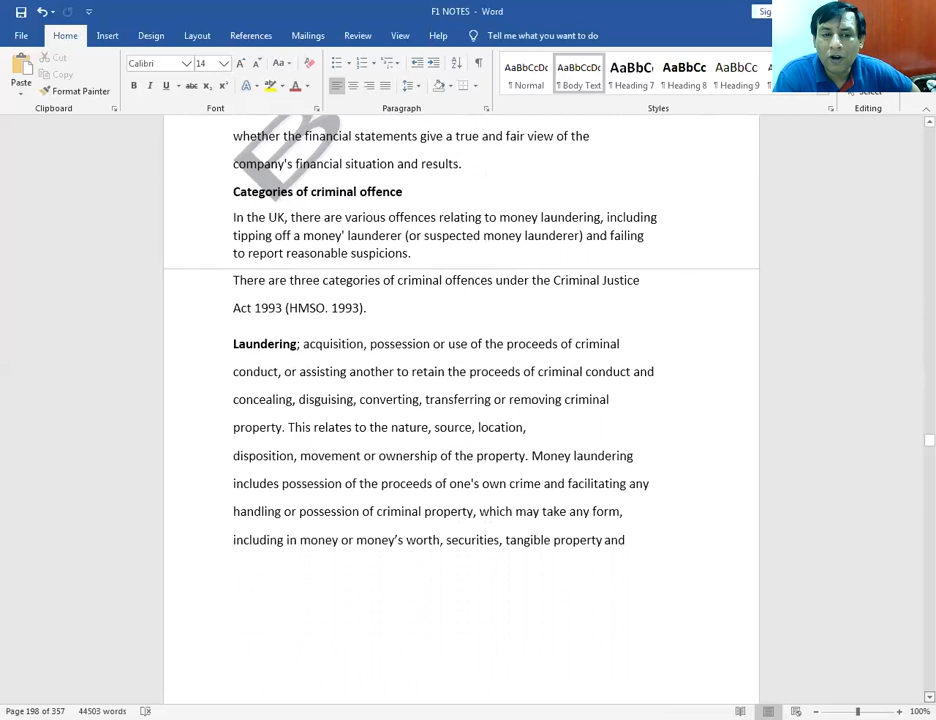 F1 NOTES - Word
File Home Insert Design Layout References Mailings Review View Help Tell me what you want to do
Paste
Cut
Copy
Format Painter
Clipboard
Calibri 14
Font
Paragraph
AaBbCcDc AaBbCcDc AaBbC AaBbCc AaBbCc
¶ Normal ¶ Body Text ¶ Heading 7 ¶ Heading 8 ¶ Heading 9
Styles
Editing
whether the financial statements give a true and fair view of the
company's financial situation and results.
Categories of criminal offence
In the UK, there are various offences relating to money laundering, including
tipping off a money' launderer (or suspected money launderer) and failing
to report reasonable suspicions.
There are three categories of criminal offences under the Criminal Justice
Act 1993 (HMSO. 1993).
Laundering; acquisition, possession or use of the proceeds of criminal
conduct, or assisting another to retain the proceeds of criminal conduct and
concealing, disguising, converting, transferring or removing criminal
property. This relates to the nature, source, location,
disposition, movement or ownership of the property. Money laundering
includes possession of the proceeds of one's own crime and facilitating any
handling or possession of criminal property, which may take any form,
including in money or money’s worth, securities, tangible property and
Page 198 of 357 44503 words 100%